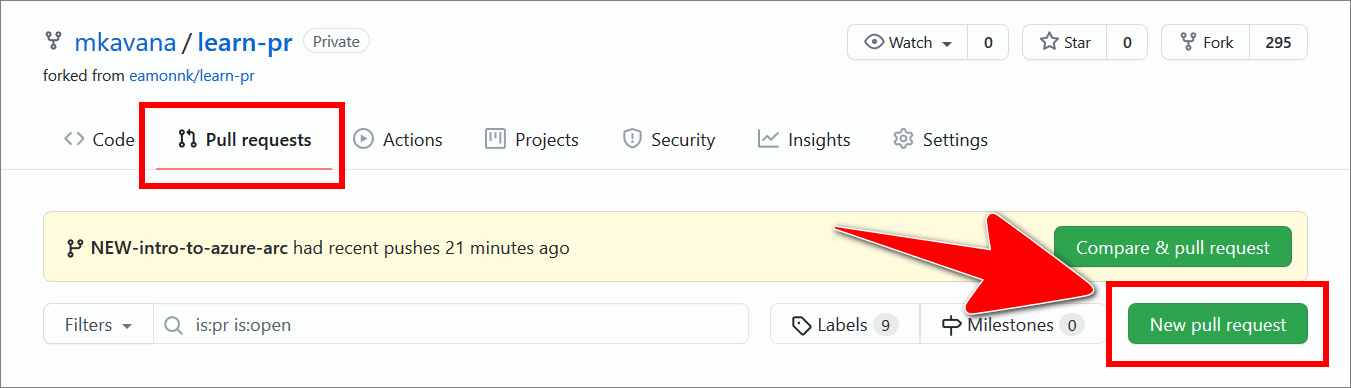 mkavana / learn-pr Private Watch 0 Star 0 Fork 295
forked from eamonnk/learn-pr
Code Pull requests Actions Projects Security Insights Settings
NEW-intro-to-azure-arc had recent pushes 21 minutes ago Compare & pull request
Filters is:pr is:open Labels 9 Milestones 0 New pull request